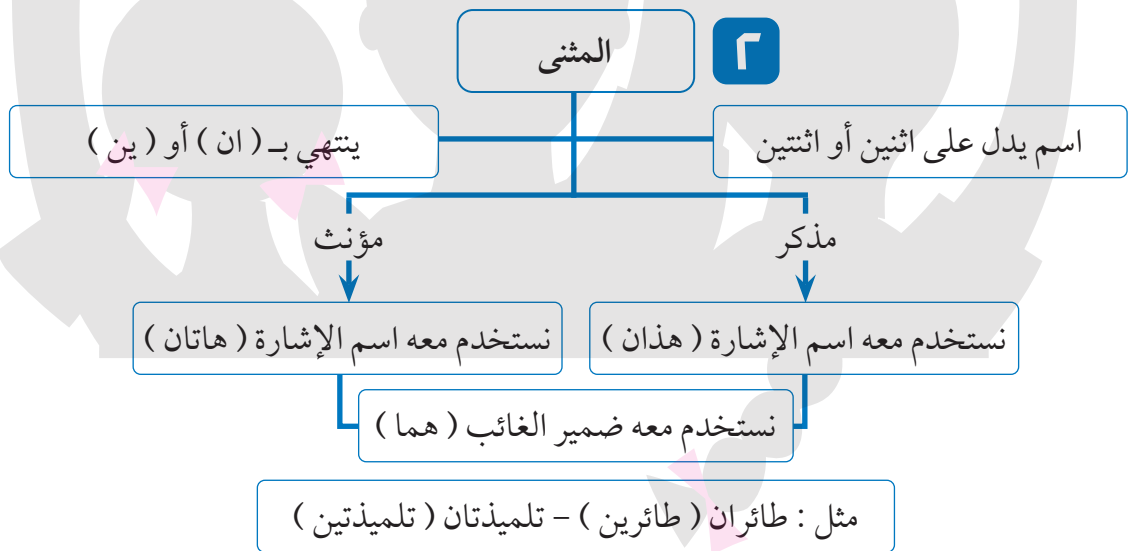 ٢
المثنى
اسم يدل على اثنين أو اثنتين
ينتهي بـ ( ان ) أو ( ين )
مذكر
مؤنث
نستخدم معه اسم الإشارة ( هذان )
نستخدم معه اسم الإشارة ( هاتان )
نستخدم معه ضمير الغائب ( هما )
مثل : طائران ( طائرين ) – تلميذتان ( تلميذتين )